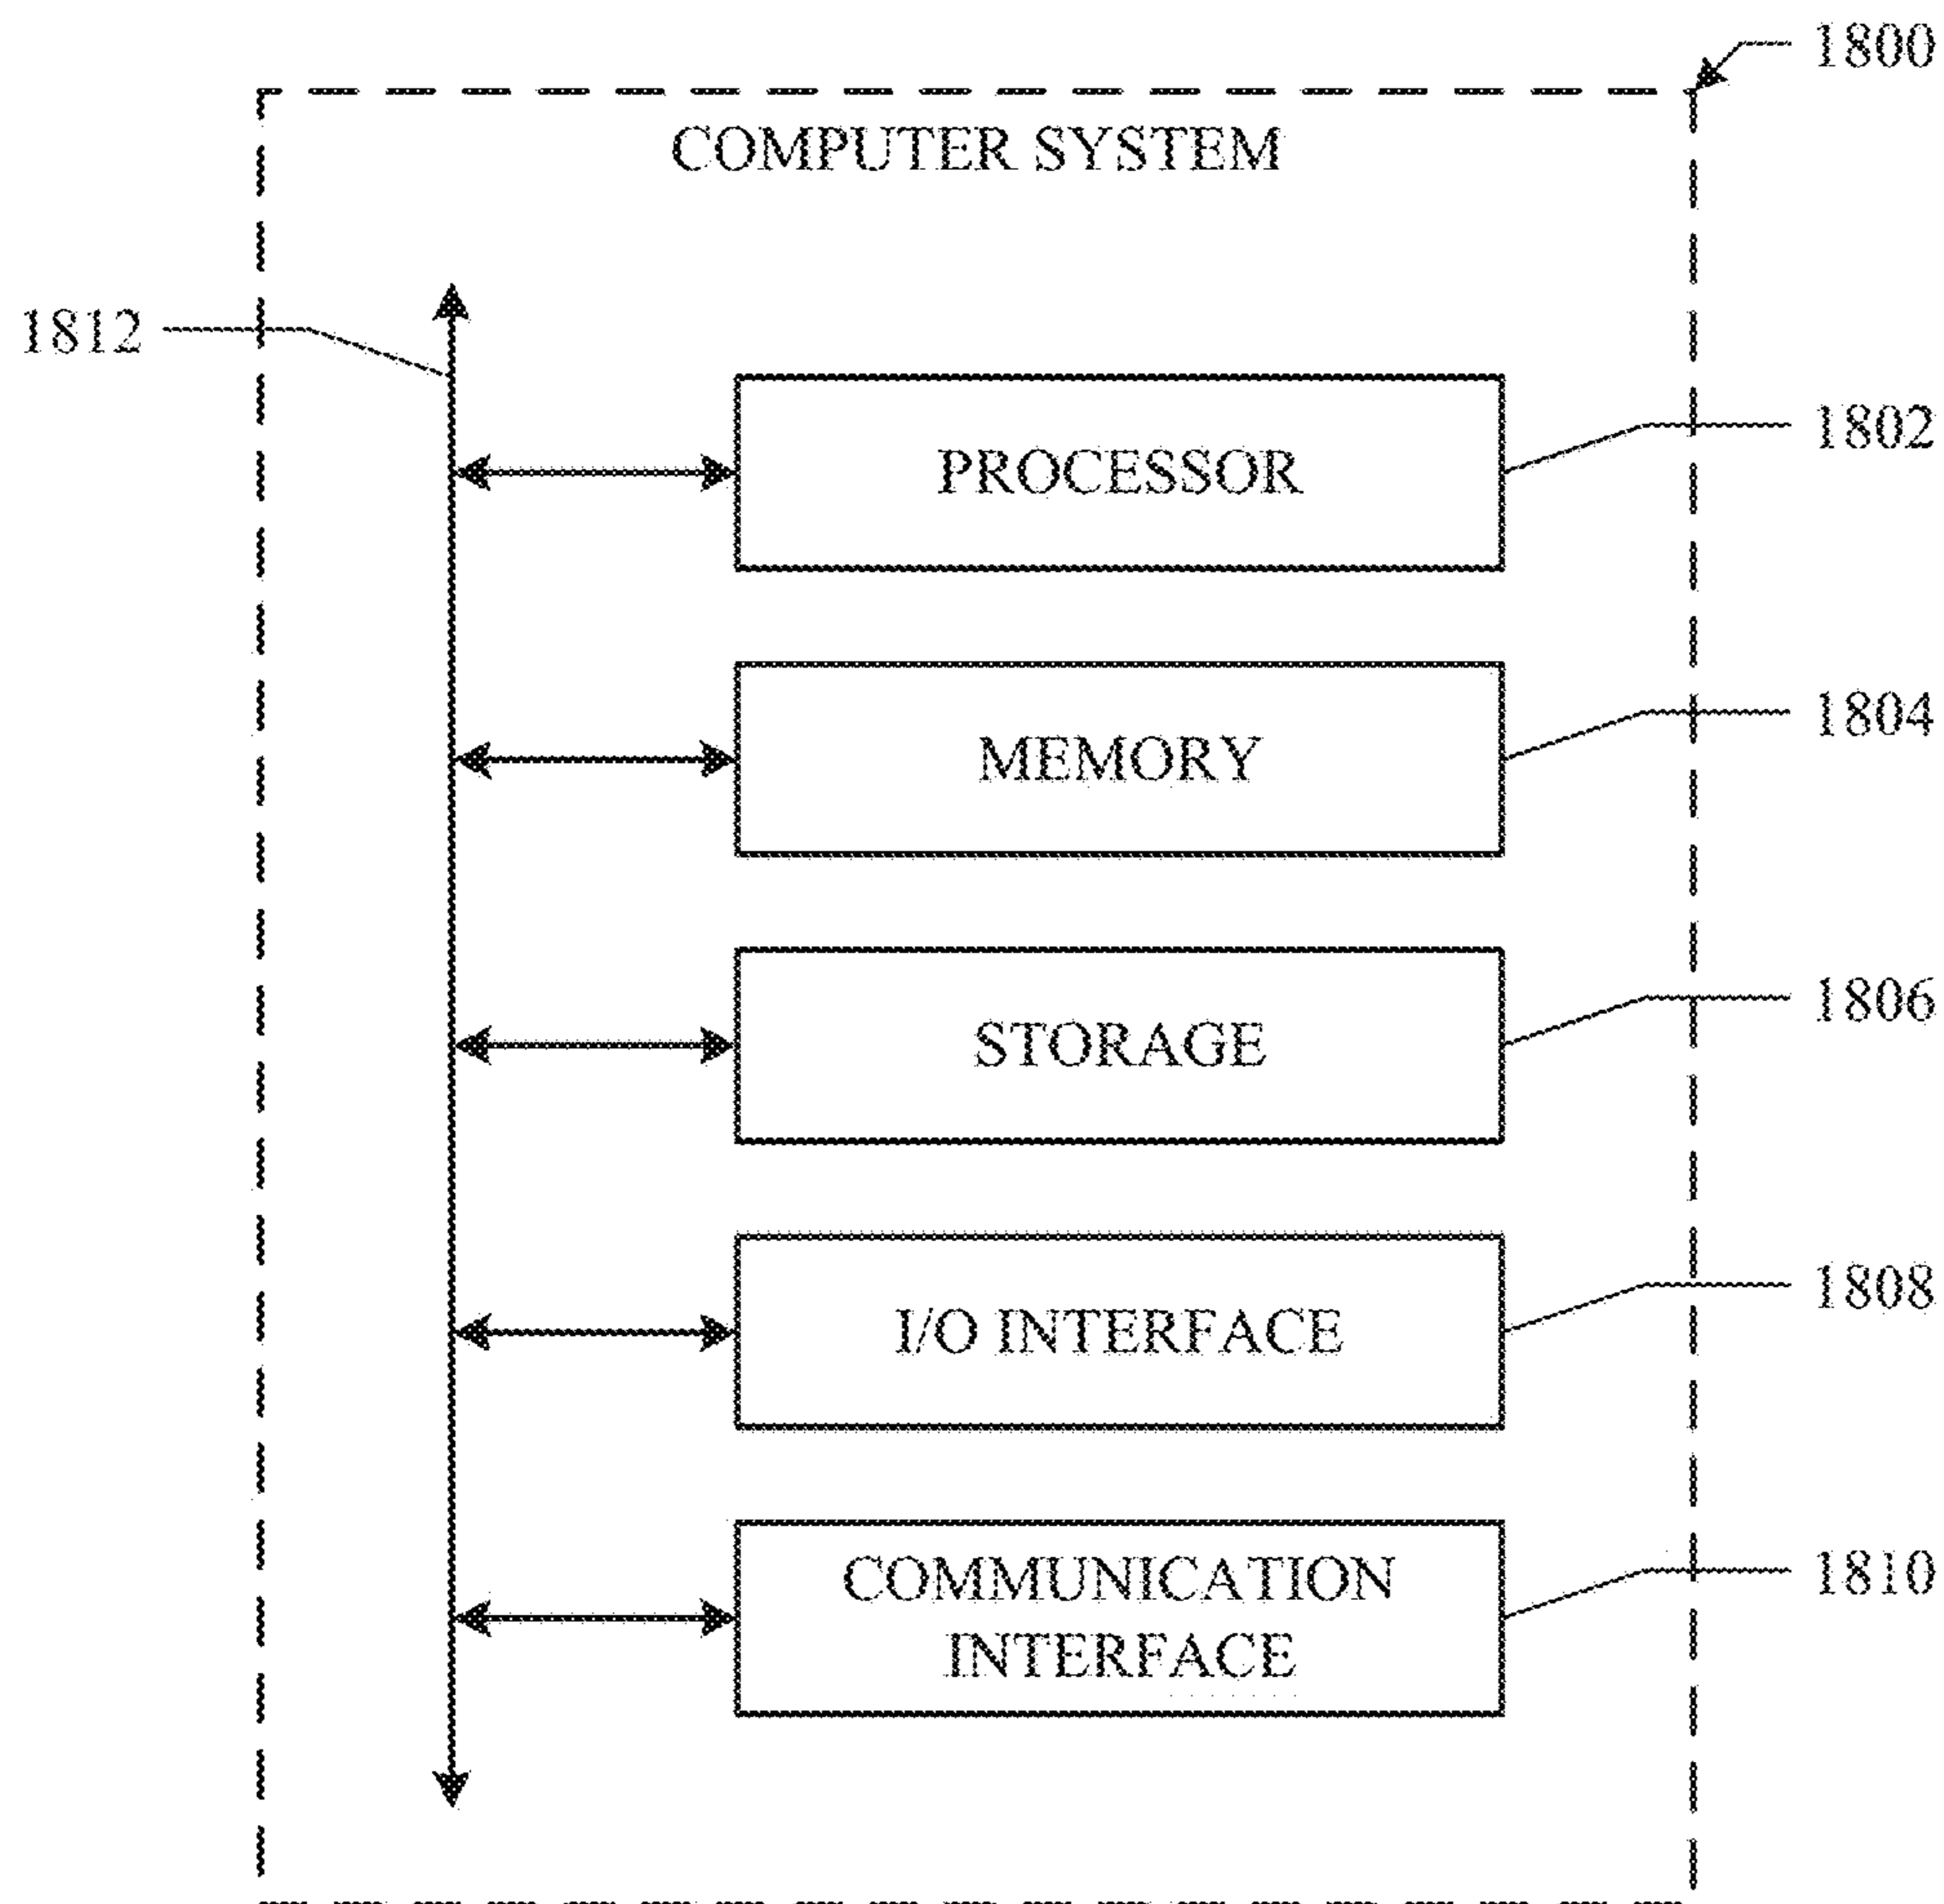 1800
COMPUTER SYSTEM
1812
PROCESSOR
1802
MEMORY
1804
STORAGE
1806
I/O INTERFACE
1808
COMMUNICATION
INTERFACE
1810